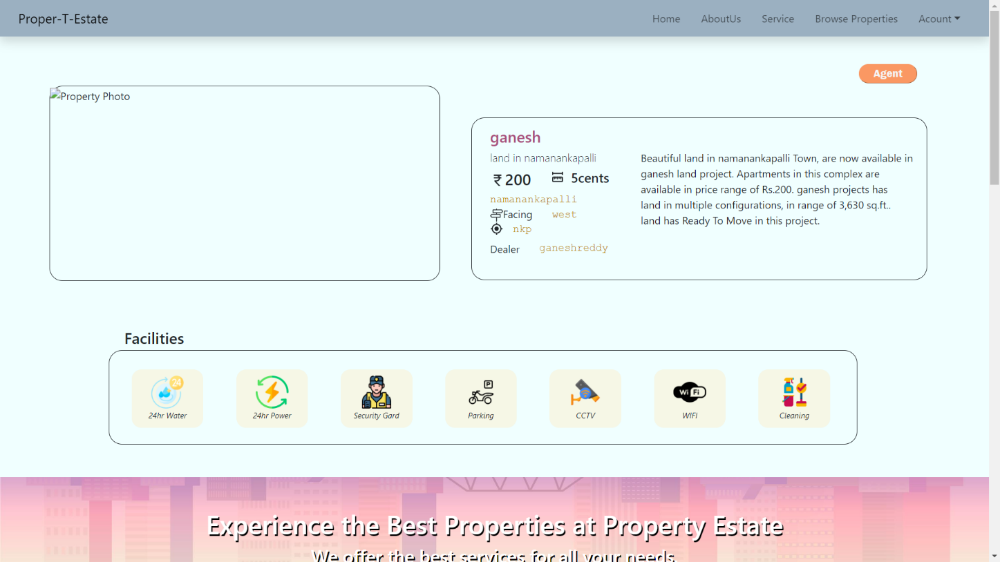 Proper-T-Estate
Home AboutUs Service Browse Properties Acount
Agent
Property Photo
ganesh
land in namanankapalli
₹ 200 5cents
namanankapalli
Facing west
nkp
Dealer ganeshreddy
Beautiful land in namanankapalli Town, are now available in
ganesh land project. Apartments in this complex are
available in price range of Rs.200. ganesh projects has
land in multiple configurations, in range of 3,630 sq.ft..
land has Ready To Move in this project.
Facilities
24
P
Wi Fi
24hr Water 24hr Power Security Gard Parking CCTV WIFI Cleaning
Experience the Best Properties at Property Estate
We offer the best services for all your needs.